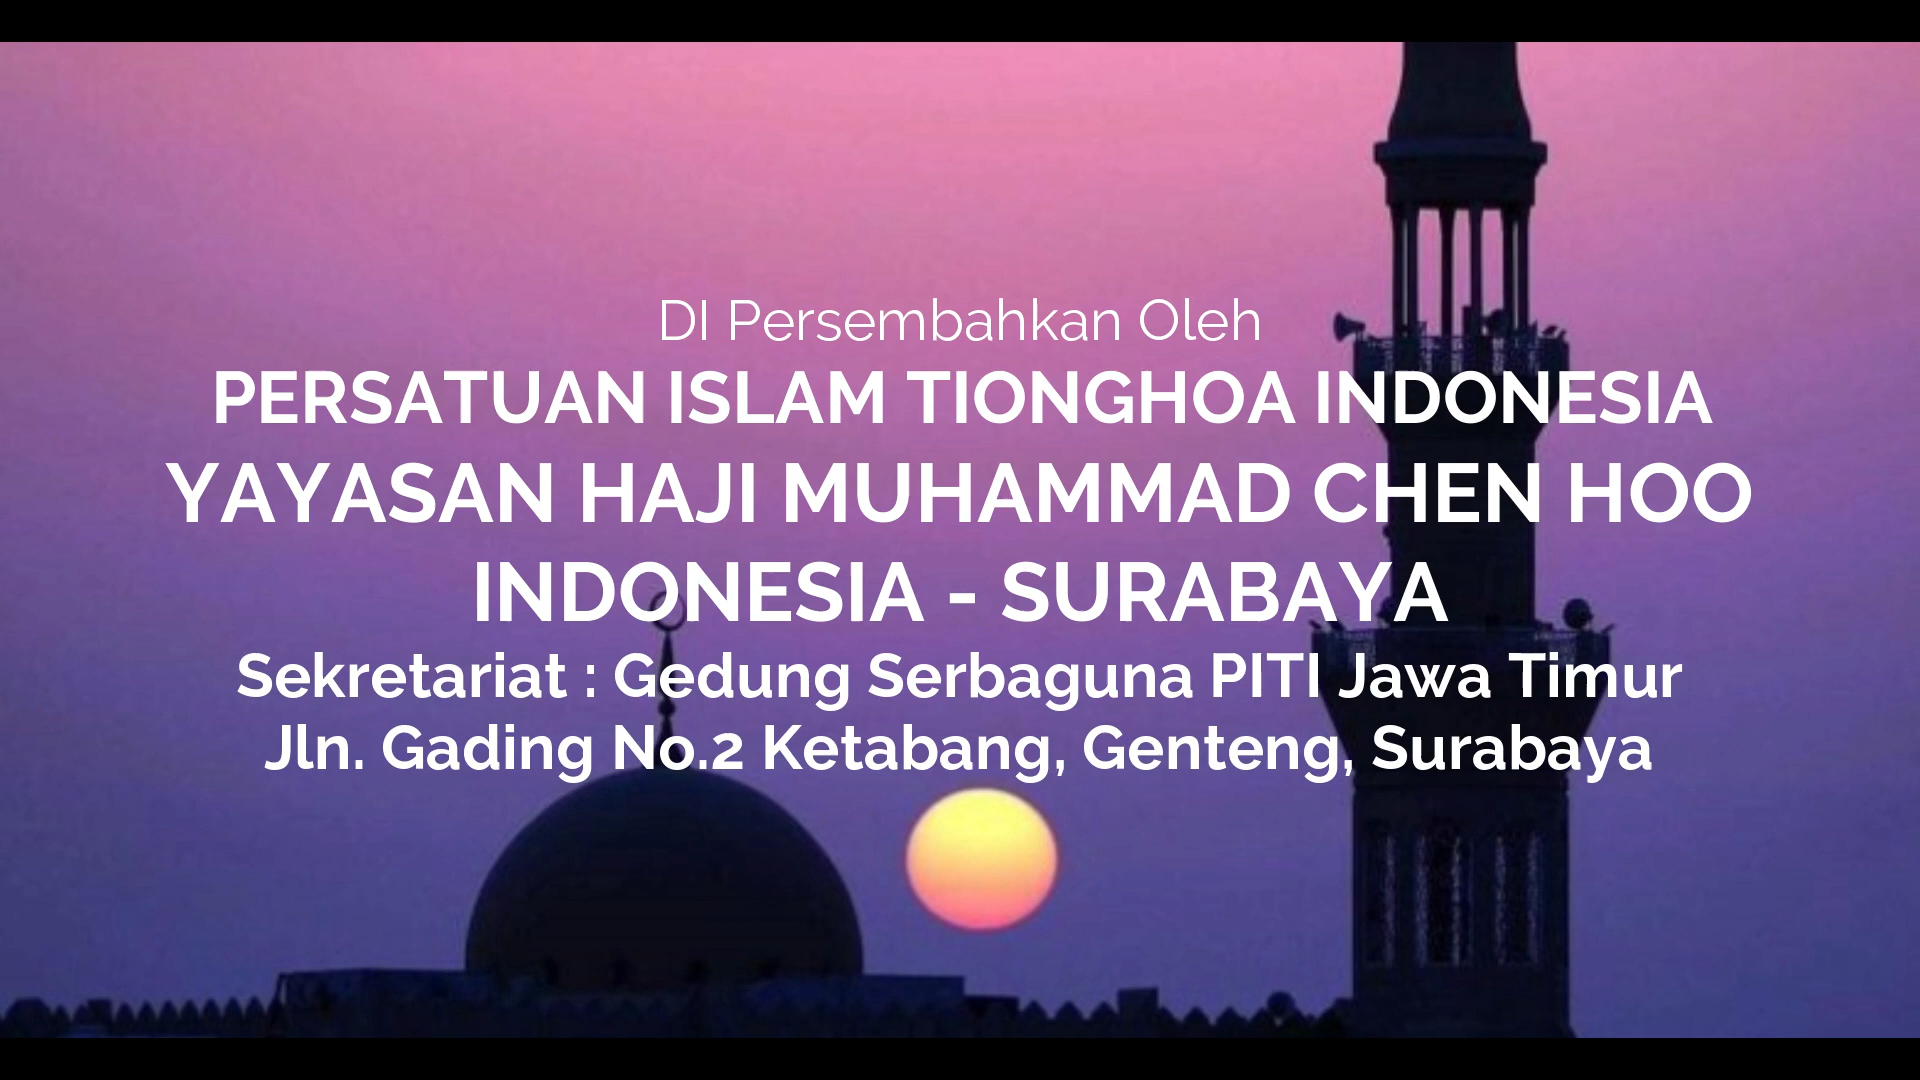 DI Persembahkan Oleh
PERSATUAN ISLAM TIONGHOA INDONESIA
YAYASAN HAJI MUHAMMAD CHEN HOO
INDONESIA - SURABAYA
Sekretariat : Gedung Serbaguna PITI Jawa Timur
Jln. Gading No.2 Ketabang, Genteng, Surabaya